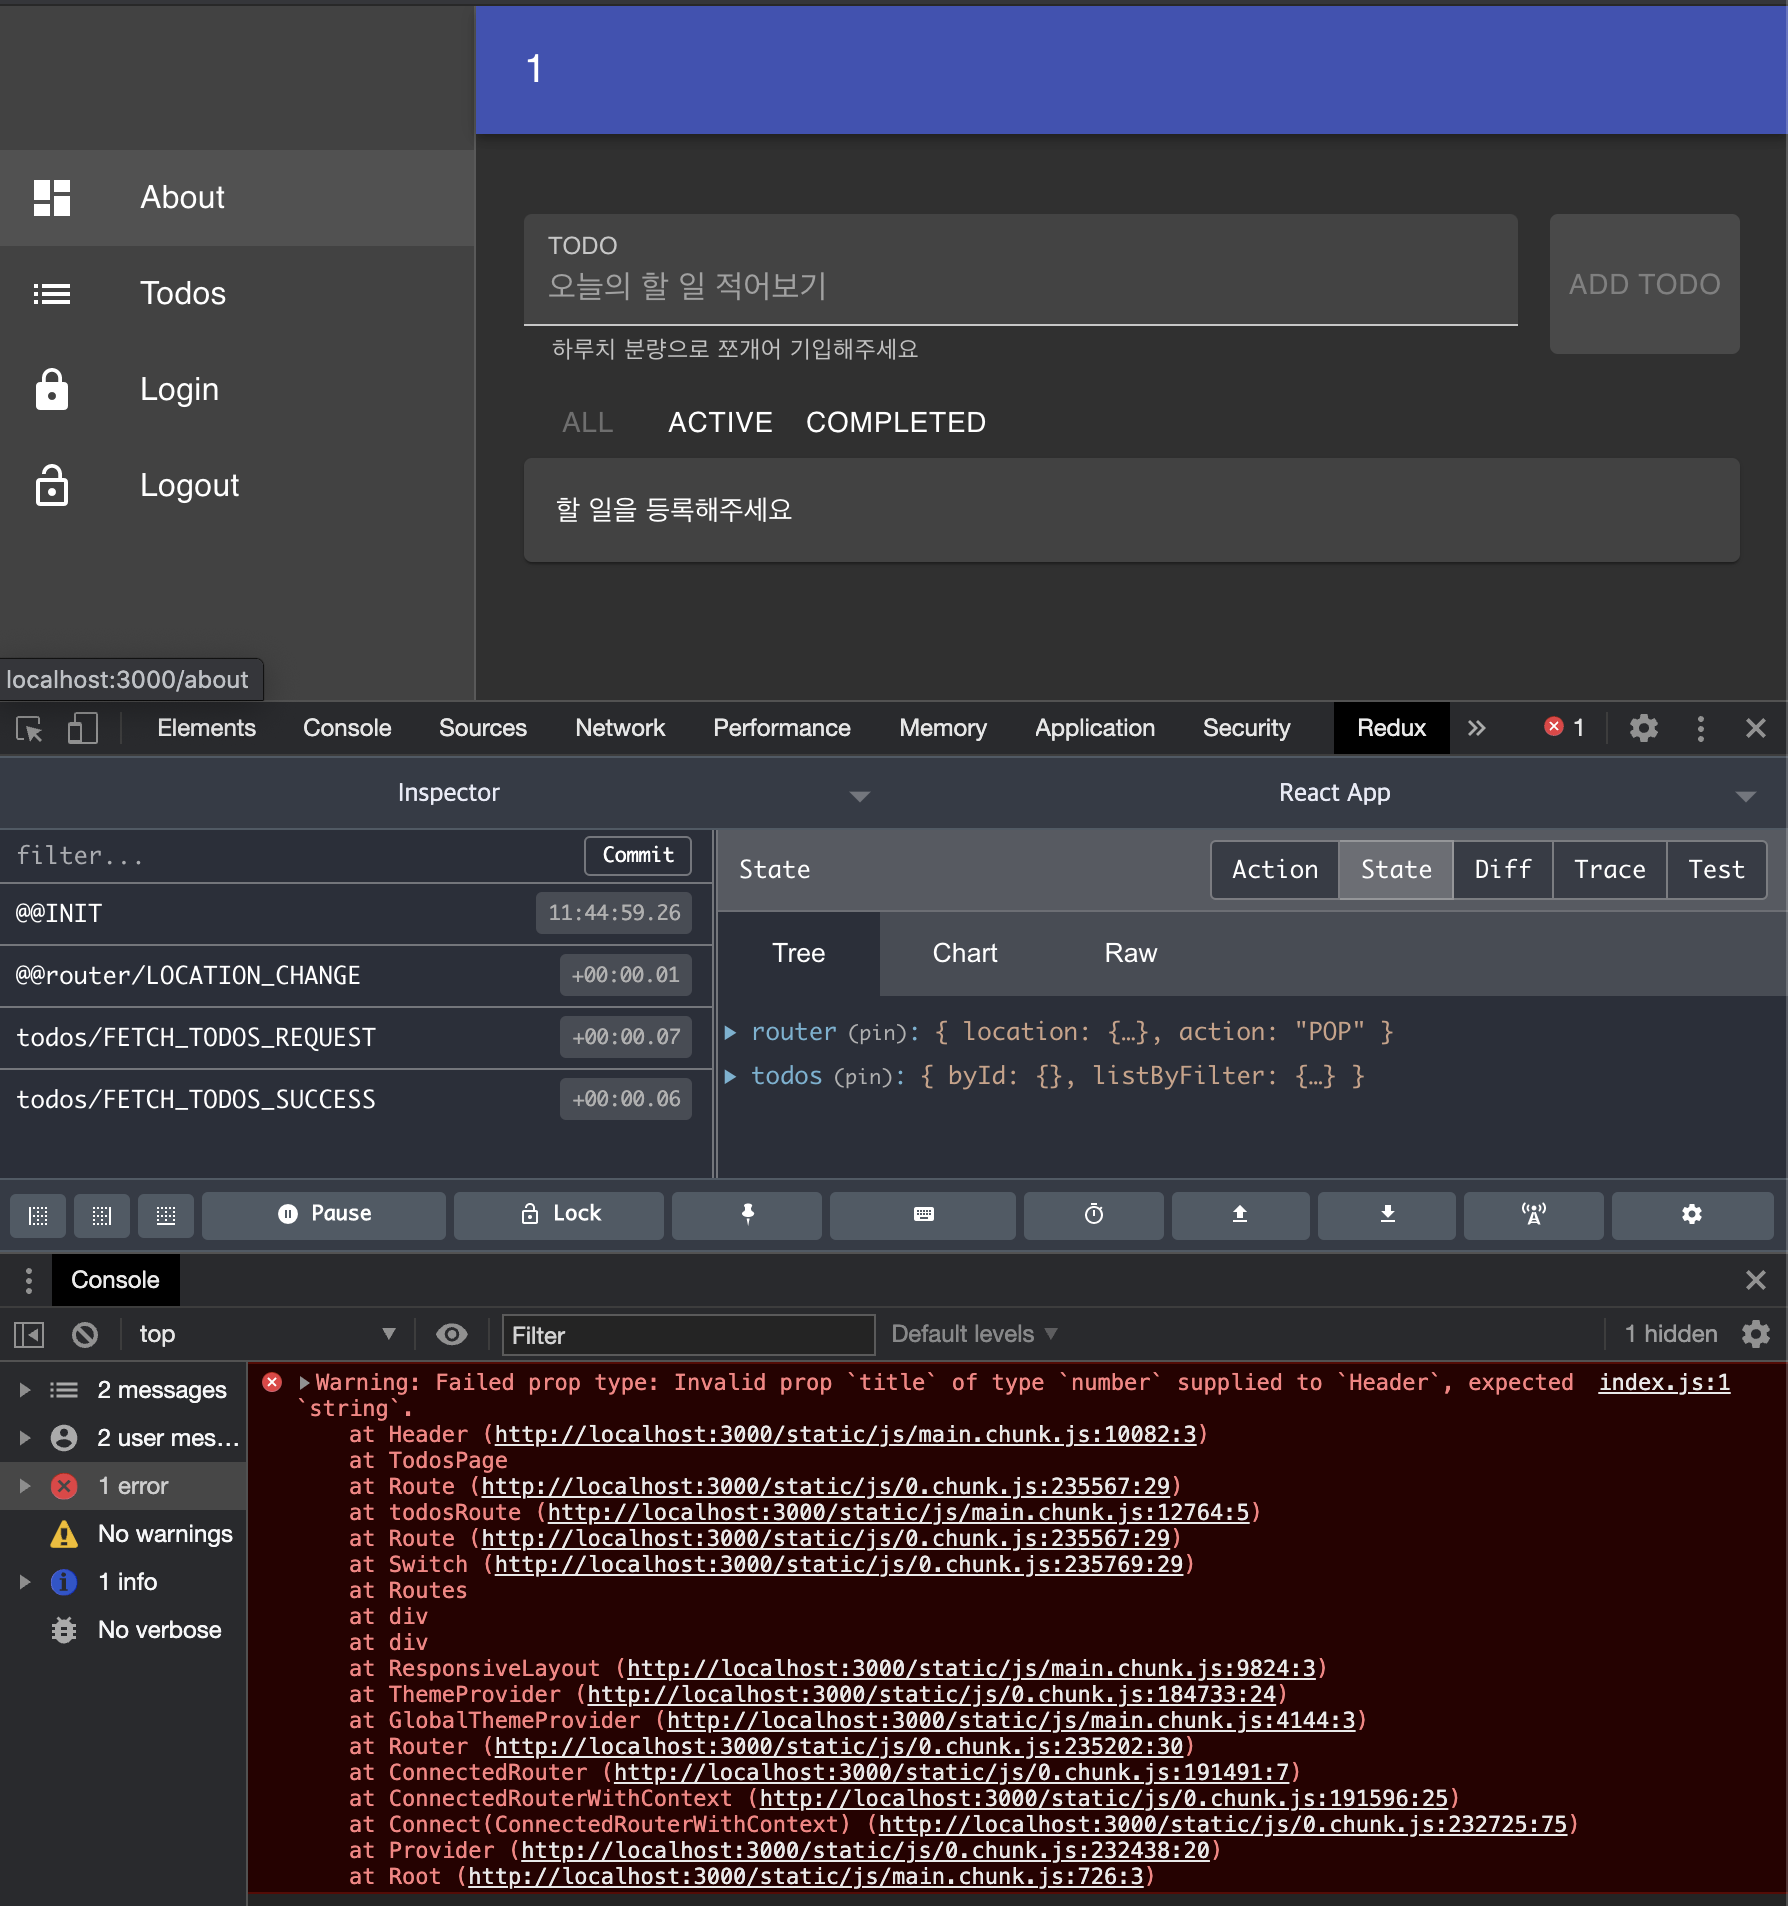 1
About
Todos
Login
Logout
TODO
오늘의 할 일 적어보기
ADD TODO
하루치 분량으로 쪼개어 기입해주세요
ALL ACTIVE COMPLETED
할 일을 등록해주세요
localhost:3000/about
Elements Console Sources Network Performance Memory Application Security Redux 1
Inspector React App
filter... Commit
@@INIT 11:44:59.26
@@router/LOCATION_CHANGE +00:00.01
todos/FETCH_TODOS_REQUEST +00:00.07
todos/FETCH_TODOS_SUCCESS +00:00.06
State Action State Diff Trace Test
Tree Chart Raw
router (pin): { location: {…}, action: "POP" }
todos (pin): { byId: {}, listByFilter: {…} }
Pause Lock
Console
top Filter Default levels 1 hidden
2 messages
2 user mes...
1 error
No warnings
1 info
No verbose
Warning: Failed prop type: Invalid prop `title` of type `number` supplied to `Header`, expected index.js:1
`string`.
at Header (http://localhost:3000/static/js/main.chunk.js:10082:3)
at TodosPage
at Route (http://localhost:3000/static/js/0.chunk.js:235567:29)
at todosRoute (http://localhost:3000/static/js/main.chunk.js:12764:5)
at Route (http://localhost:3000/static/js/0.chunk.js:235567:29)
at Switch (http://localhost:3000/static/js/0.chunk.js:235769:29)
at Routes
at div
at div
at ResponsiveLayout (http://localhost:3000/static/js/main.chunk.js:9824:3)
at ThemeProvider (http://localhost:3000/static/js/0.chunk.js:184733:24)
at GlobalThemeProvider (http://localhost:3000/static/js/main.chunk.js:4144:3)
at Router (http://localhost:3000/static/js/0.chunk.js:235202:30)
at ConnectedRouter (http://localhost:3000/static/js/0.chunk.js:191491:7)
at ConnectedRouterWithContext (http://localhost:3000/static/js/0.chunk.js:191596:25)
at Connect(ConnectedRouterWithContext) (http://localhost:3000/static/js/0.chunk.js:232725:75)
at Provider (http://localhost:3000/static/js/0.chunk.js:232438:20)
at Root (http://localhost:3000/static/js/main.chunk.js:726:3)